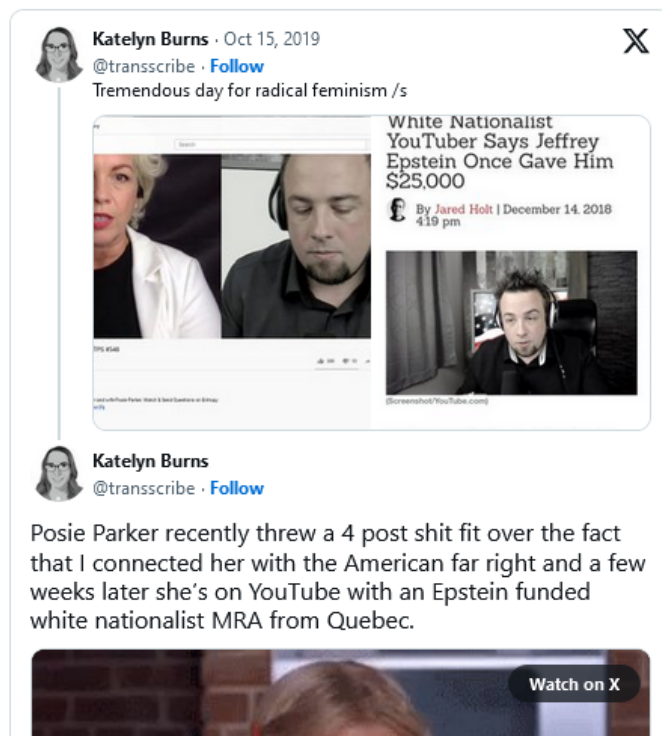 Katelyn Burns · Oct 15, 2019
@transscribe · Follow
Tremendous day for radical feminism /s
Search
TPS #546
White Nationalist
YouTuber Says Jeffrey
Epstein Once Gave Him
$25,000
By Jared Holt | December 14, 2018
4:19 pm
(Screenshot/YouTube.com)
Katelyn Burns
@transscribe · Follow
Posie Parker recently threw a 4 post shit fit over the fact
that I connected her with the American far right and a few
weeks later she’s on YouTube with an Epstein funded
white nationalist MRA from Quebec.
Watch on X